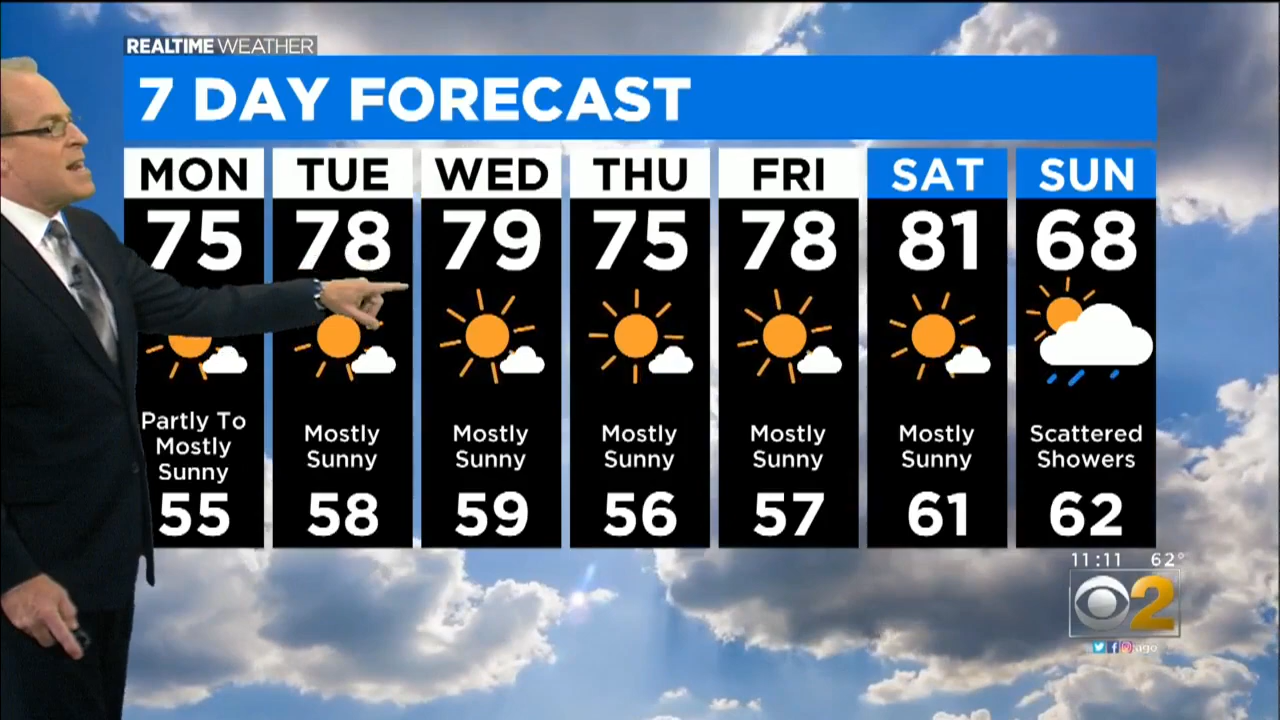 REALTIME WEATHER
7 DAY FORECAST
MON TUE WED THU FRI SAT SUN
75 78 79 75 78 81 68
Partly To
Mostly
Sunny
Mostly
Sunny
Mostly
Sunny
Mostly
Sunny
Mostly
Sunny
Mostly
Sunny
Scattered
Showers
55 58 59 56 57 61 62
11:11 62°
2